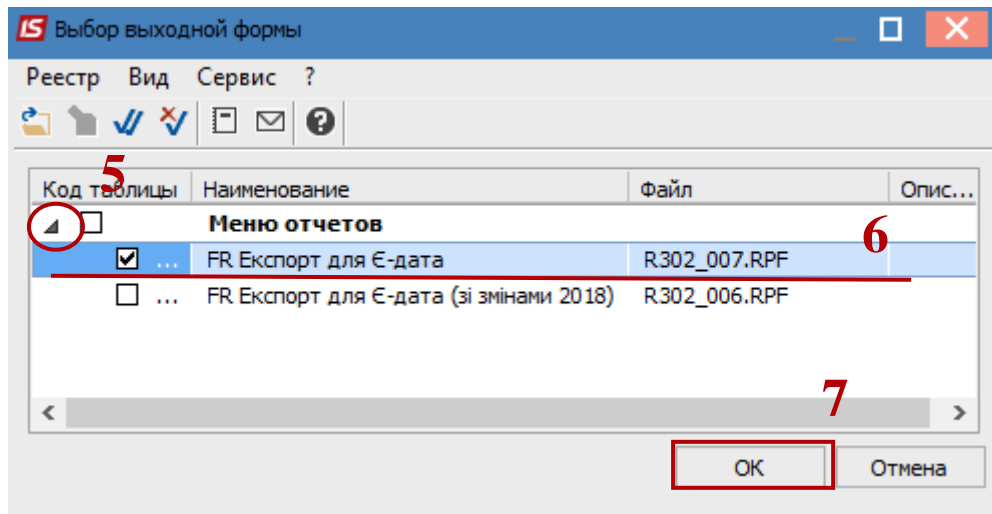 IS Выбор выходной формы
Реестр Вид Сервис ?
5
Код таблицы Наименование Файл Опис...
Меню отчетов
6
... FR Експорт для Є-дата R302_007.RPF
... FR Експорт для Є-дата (зі змінами 2018) R302_006.RPF
7
OK Отмена